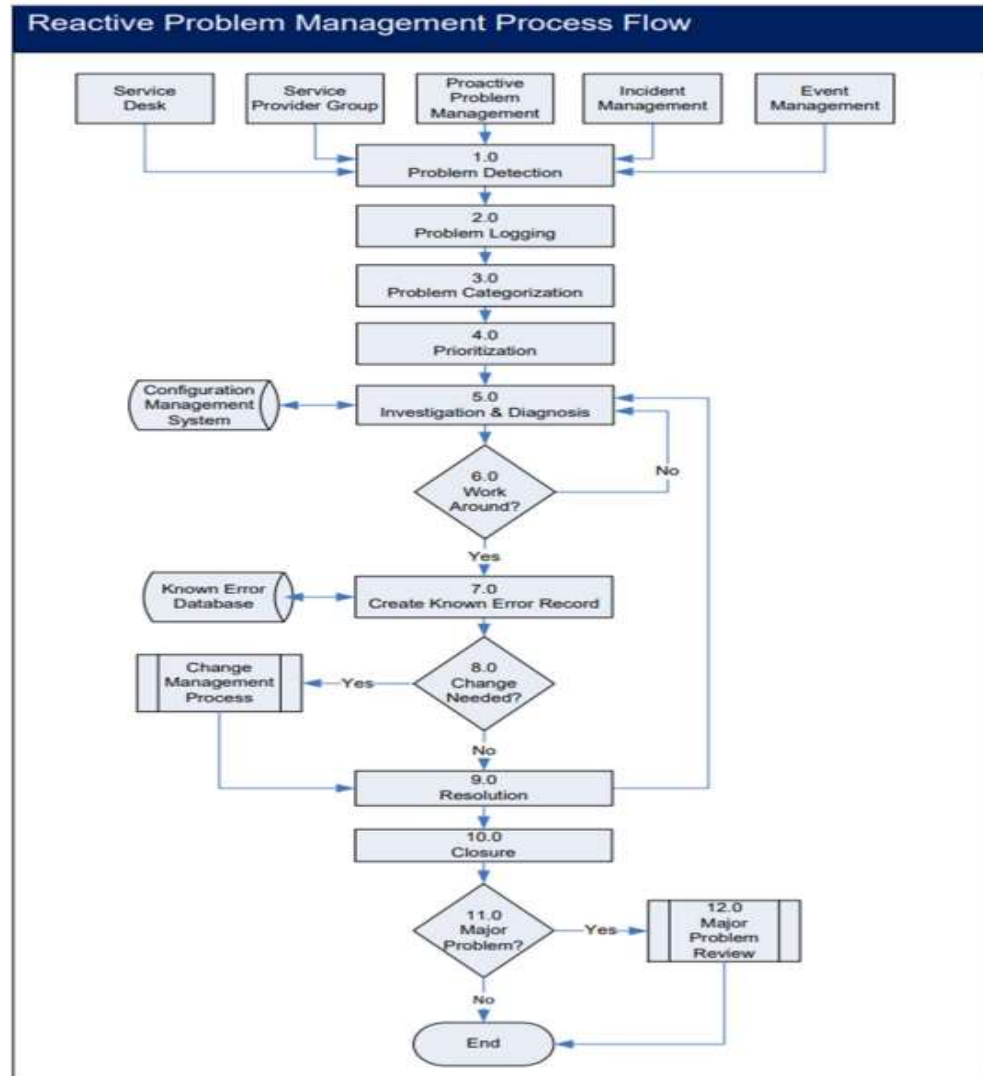 Reactive Problem Management Process Flow
Service
Desk
Service
Provider Group
Proactive
Problem
Management
Incident
Management
Event
Management
1.0
Problem Detection
2.0
Problem Logging
3.0
Problem Categorization
4.0
Prioritization
Configuration
Management
System
5.0
Investigation & Diagnosis
6.0
Work
Around?
No
Yes
Known Error
Database
7.0
Create Known Error Record
Change
Management
Process
Yes
8.0
Change
Needed?
No
9.0
Resolution
10.0
Closure
11.0
Major
Problem?
Yes
12.0
Major
Problem
Review
No
End